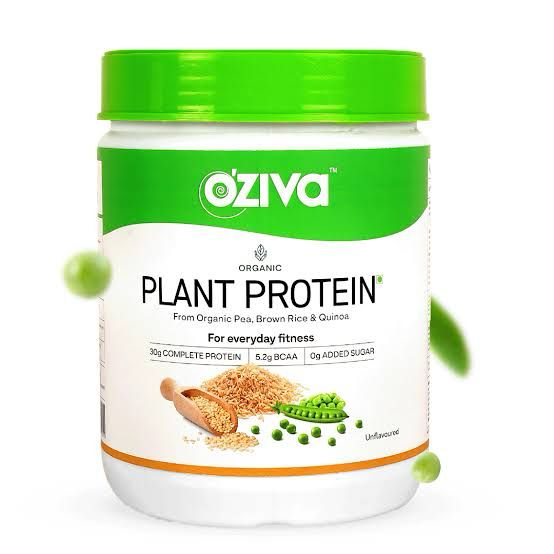 O'ZIVA™
ORGANIC
PLANT PROTEIN
From Organic Pea, Brown Rice & Quinoa
For everyday fitness
30g COMPLETE PROTEIN 5.2g BCAA 0g ADDED SUGAR
Unflavoured